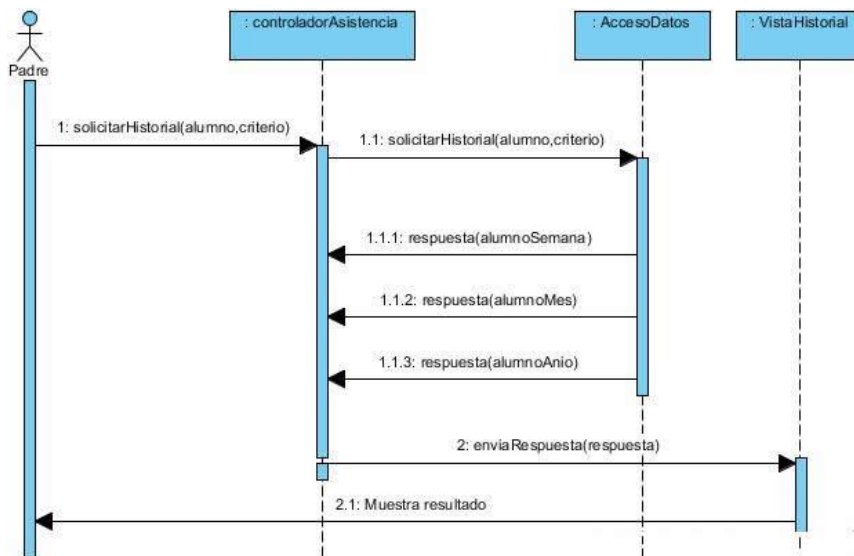 : controladorAsistencia
: AccesoDatos
: VistaHistorial
Padre
1: solicitarHistorial(alumno,criterio)
1.1: solicitarHistorial(alumno,criterio)
1.1.1: respuesta(alumnoSemana)
1.1.2: respuesta(alumnoMes)
1.1.3: respuesta(alumnoAnio)
2: enviaRespuesta(respuesta)
2.1: Muestra resultado